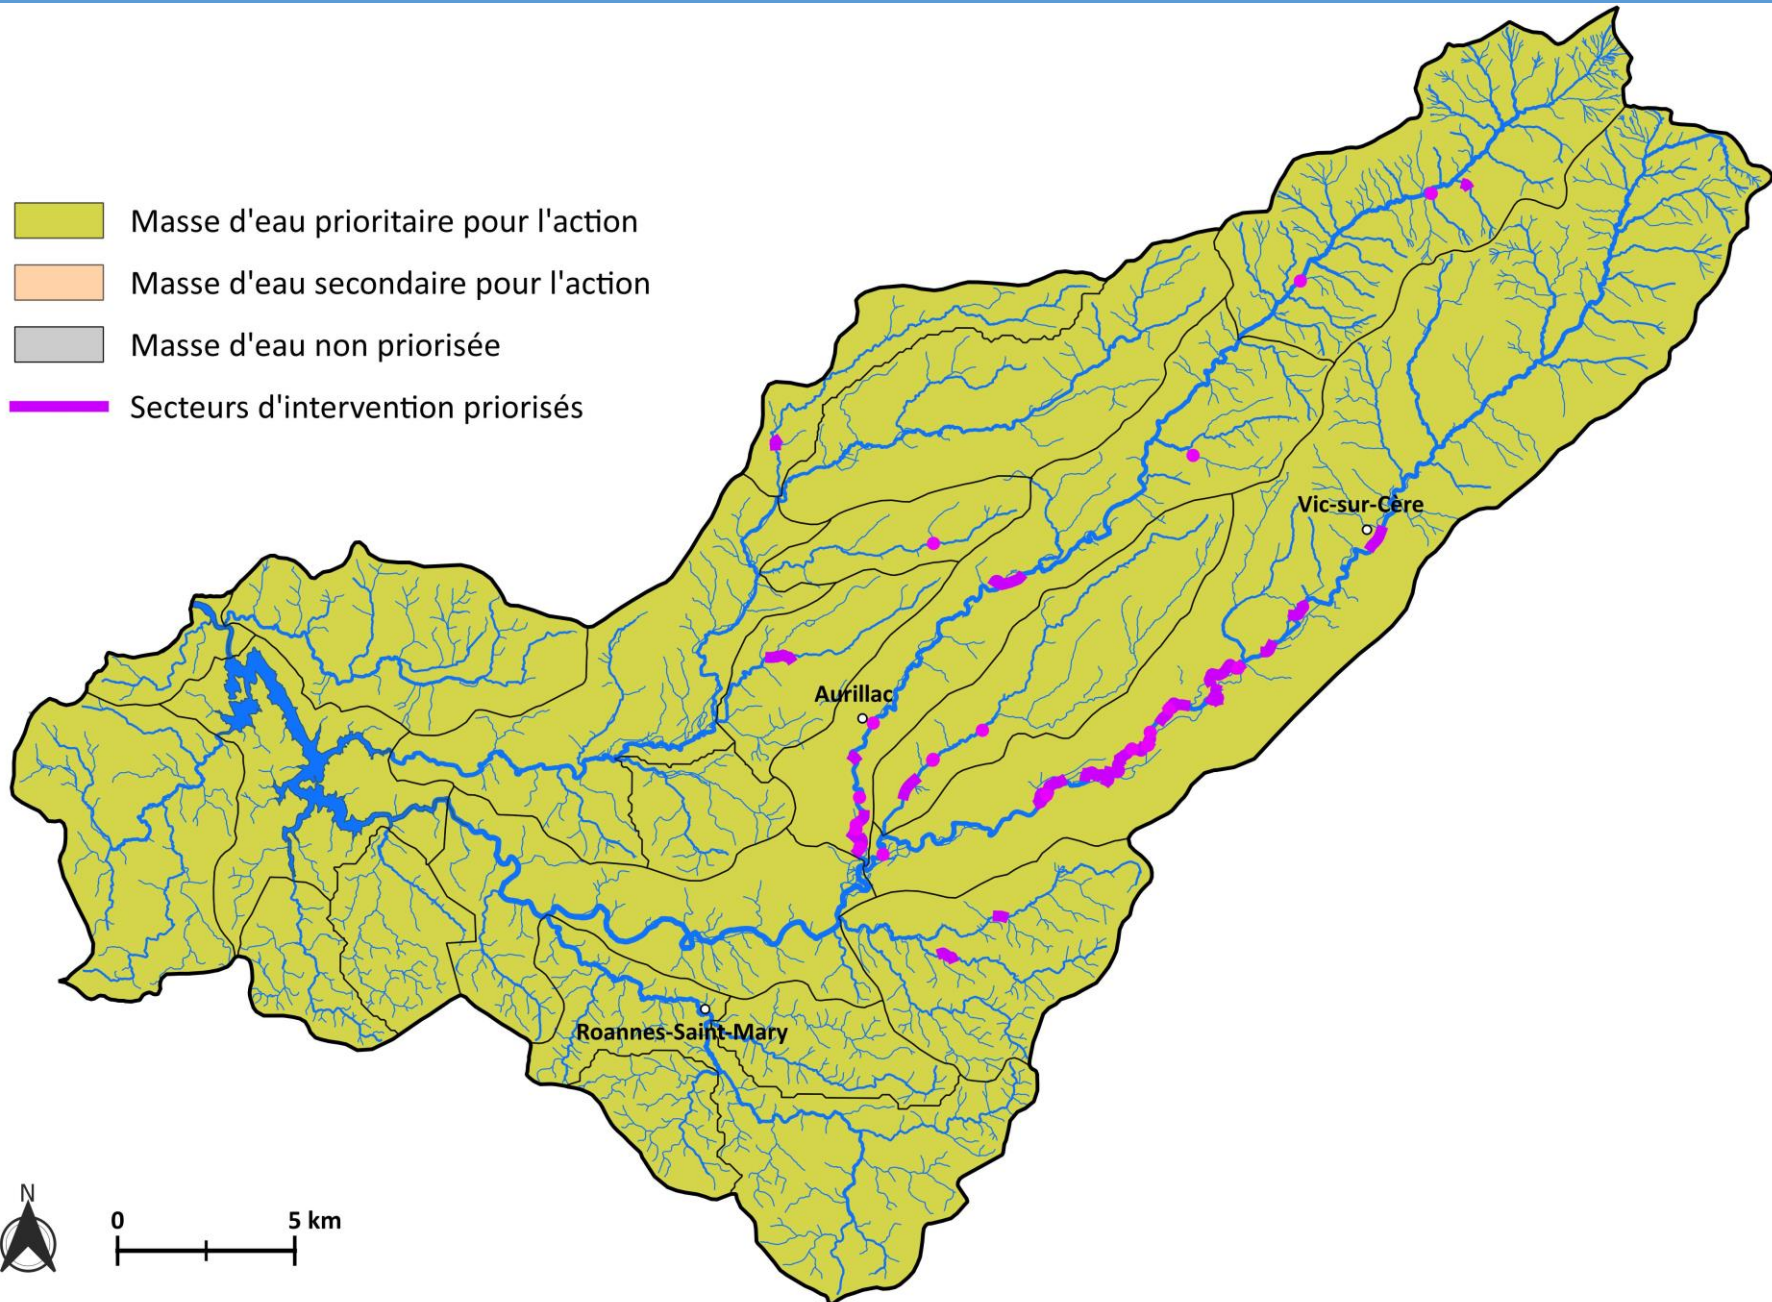 Masse d'eau prioritaire pour l'action
Masse d'eau secondaire pour l'action
Masse d'eau non priorisée
Secteurs d'intervention priorisés
Vic-sur-Cère
Aurillac
Roannes-Saint-Mary
N
0 5 km